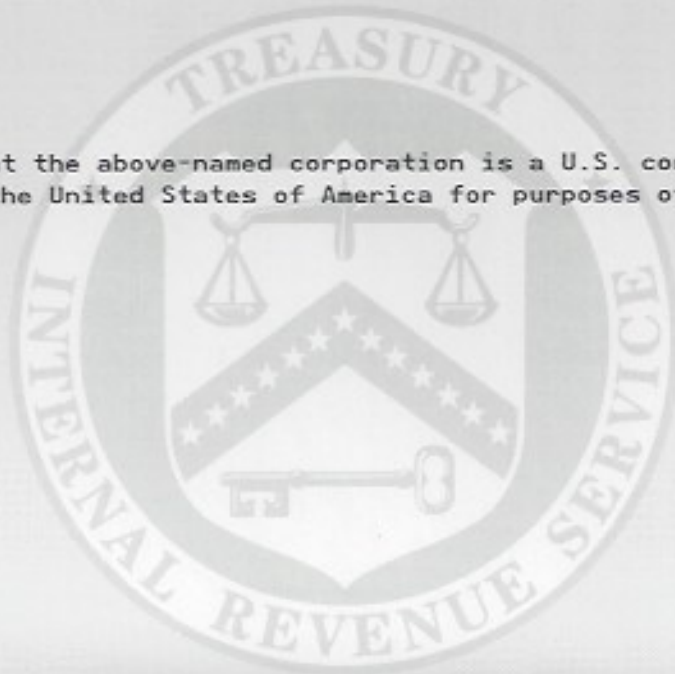 TREASURY
t the above-named corporation is a U.S. co
he United States of America for purposes o
INTERNAL REVENUE SERVICE